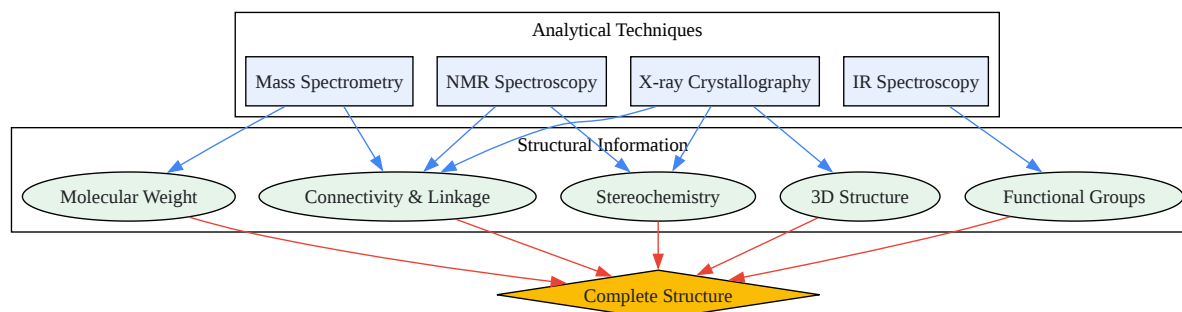 Analytical Techniques
Mass Spectrometry
NMR Spectroscopy
X-ray Crystallography
IR Spectroscopy
Structural Information
Molecular Weight
Connectivity & Linkage
Stereochemistry
3D Structure
Functional Groups
Complete Structure